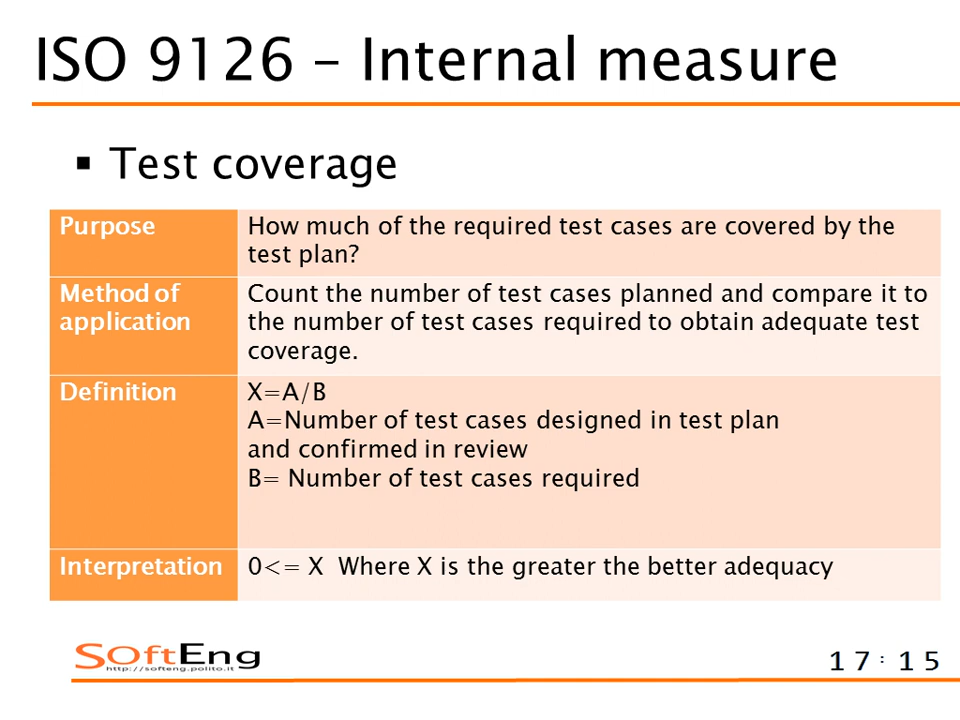 ISO 9126 – Internal measure
▪ Test coverage
Purpose
How much of the required test cases are covered by the
test plan?
Method of
application
Count the number of test cases planned and compare it to
the number of test cases required to obtain adequate test
coverage.
Definition
X=A/B
A=Number of test cases designed in test plan
and confirmed in review
B= Number of test cases required
Interpretation
0<= X  Where X is the greater the better adequacy
SOftEng
http://softeng.polito.it
17:15